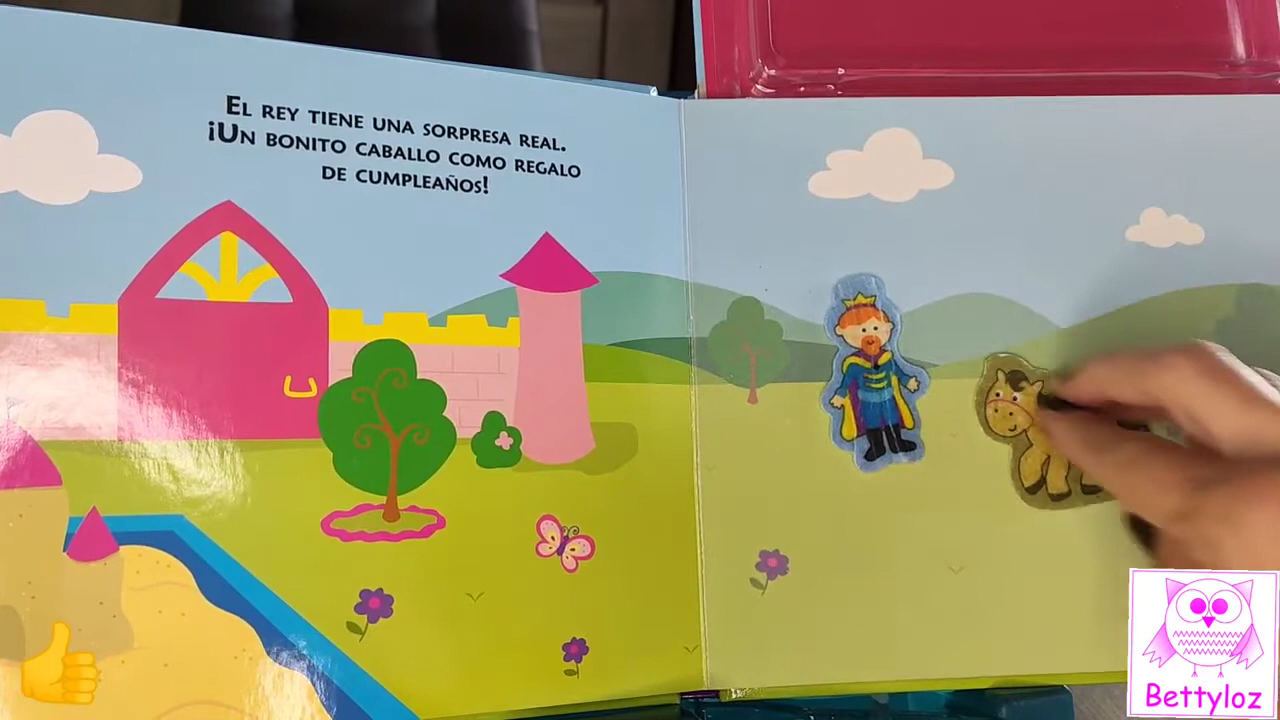 El rey tiene una sorpresa real.
¡Un bonito caballo como regalo
de cumpleaños!
Bettyloz